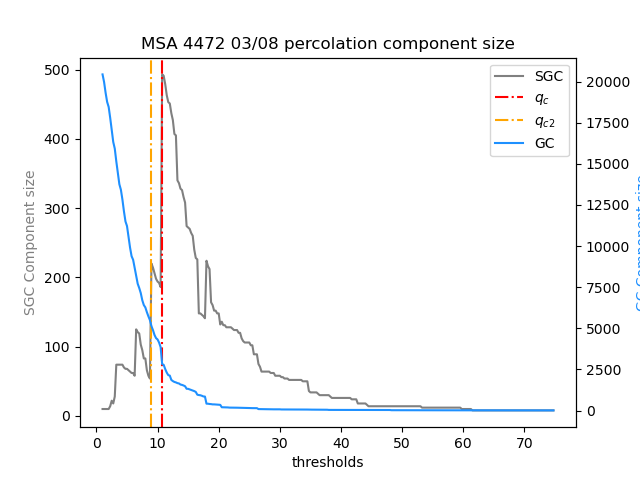 MSA 4472 03/08 percolation component size
500
400
300
200
100
0
SGC Component size
0
10
20
30
40
50
60
70
thresholds
20000
17500
15000
12500
10000
7500
5000
2500
0
GC Component size
SGC
q_c
q_c2
GC